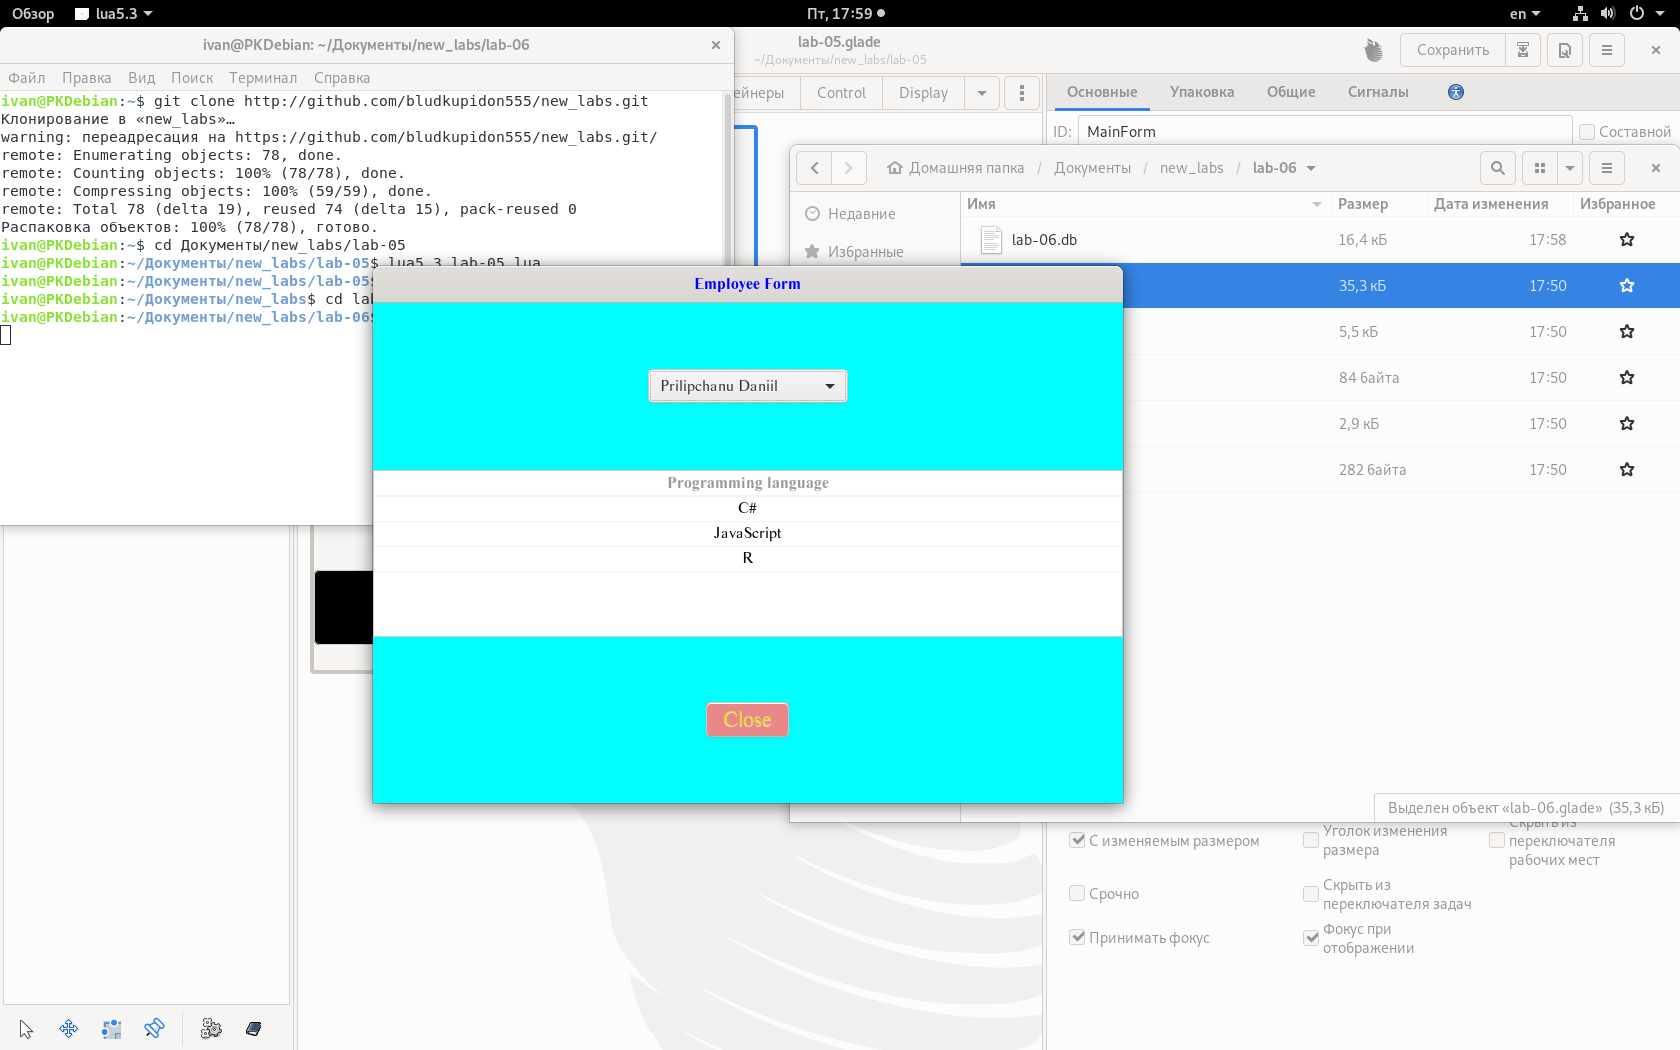 Обзор
lua5.3
Пт, 17:59
en
ivan@PKDebian: ~/Документы/new_labs/lab-06
Файл Правка Вид Поиск Терминал Справка
ivan@PKDebian:~$ git clone http://github.com/bludkupidon555/new_labs.git
Клонирование в «new_labs»…
warning: переадресация на https://github.com/bludkupidon555/new_labs.git/
remote: Enumerating objects: 78, done.
remote: Counting objects: 100% (78/78), done.
remote: Compressing objects: 100% (59/59), done.
remote: Total 78 (delta 19), reused 74 (delta 15), pack-reused 0
Распаковка объектов: 100% (78/78), готово.
ivan@PKDebian:~$ cd Документы/new_labs/lab-05
ivan@PKDebian:~/Документы/new_labs/lab-05$ lua5.3 lab-05.lua
ivan@PKDebian:~/Документы/new_labs/lab-05$
ivan@PKDebian:~/Документы/new_labs$ cd lab
ivan@PKDebian:~/Документы/new_labs/lab-06$
lab-05.glade
~/Документы/new_labs/lab-05
Сохранить
Control Display
Основные Упаковка Общие Сигналы
ID: MainForm Составной
Домашняя папка / Документы / new_labs / lab-06
Недавние
Избранные
Имя Размер Дата изменения Избранное
lab-06.db 16,4 кБ 17:58
35,3 кБ 17:50
5,5 кБ 17:50
84 байта 17:50
2,9 кБ 17:50
282 байта 17:50
Выделен объект «lab-06.glade» (35,3 кБ)
Employee Form
Prilipchanu Daniil
Programming language
C#
JavaScript
R
Close
С изменяемым размером
Уголок изменения
размера
Скрыть из
переключателя
рабочих мест
Срочно
Скрыть из
переключателя задач
Принимать фокус
Фокус при
отображении